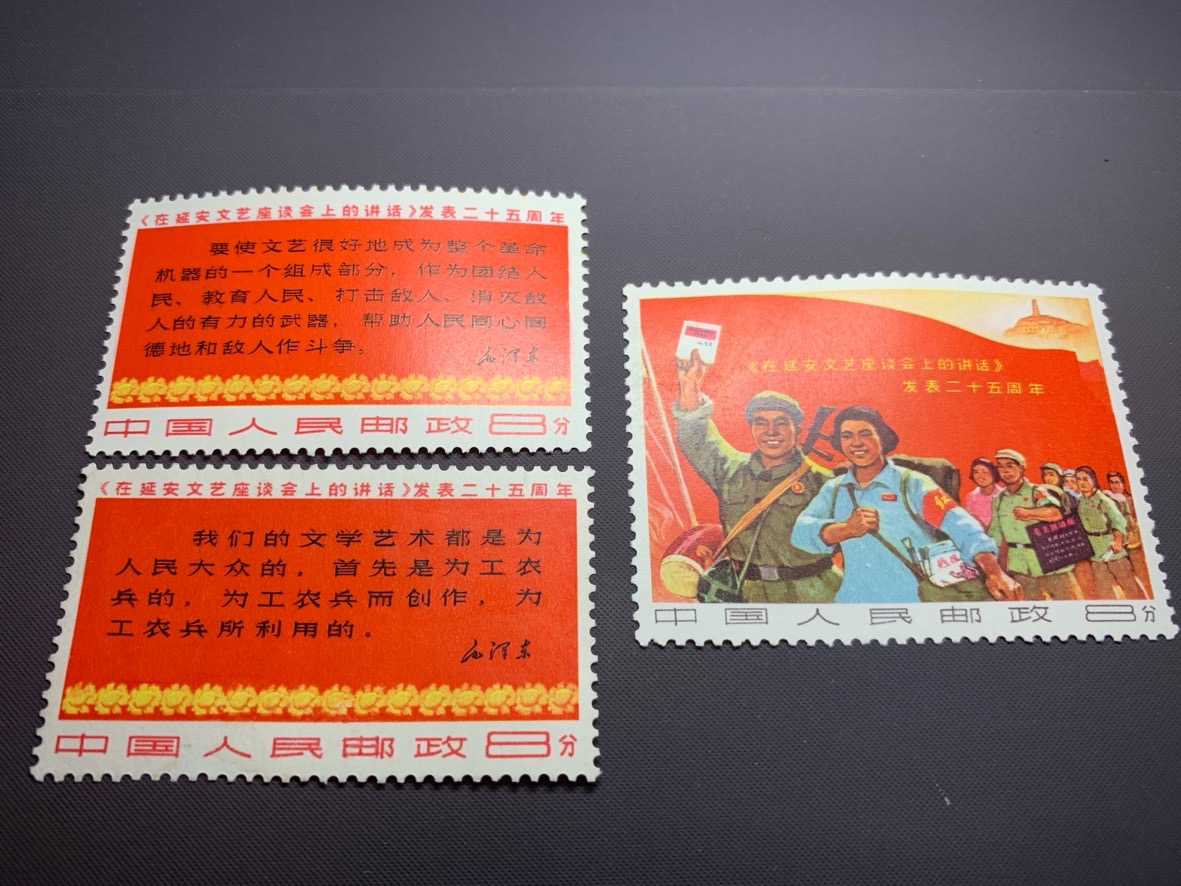 《在延安文艺座谈会上的讲话》发表二十五周年
要使文艺很好地成为整个革命
机器的一个组成部分，作为团结人
民、教育人民、打击敌人、消灭敌
人的有力的武器，帮助人民同心同
德地和敌人作斗争。
毛泽东
中国人民邮政8分
《在延安文艺座谈会上的讲话》发表二十五周年
我们的文学艺术都是为
人民大众的，首先是为工农
兵的，为工农兵而创作，为
工农兵所利用的。
毛泽东
中国人民邮政8分
《在延安文艺座谈会上的讲话》
发表二十五周年
中国人民邮政8分